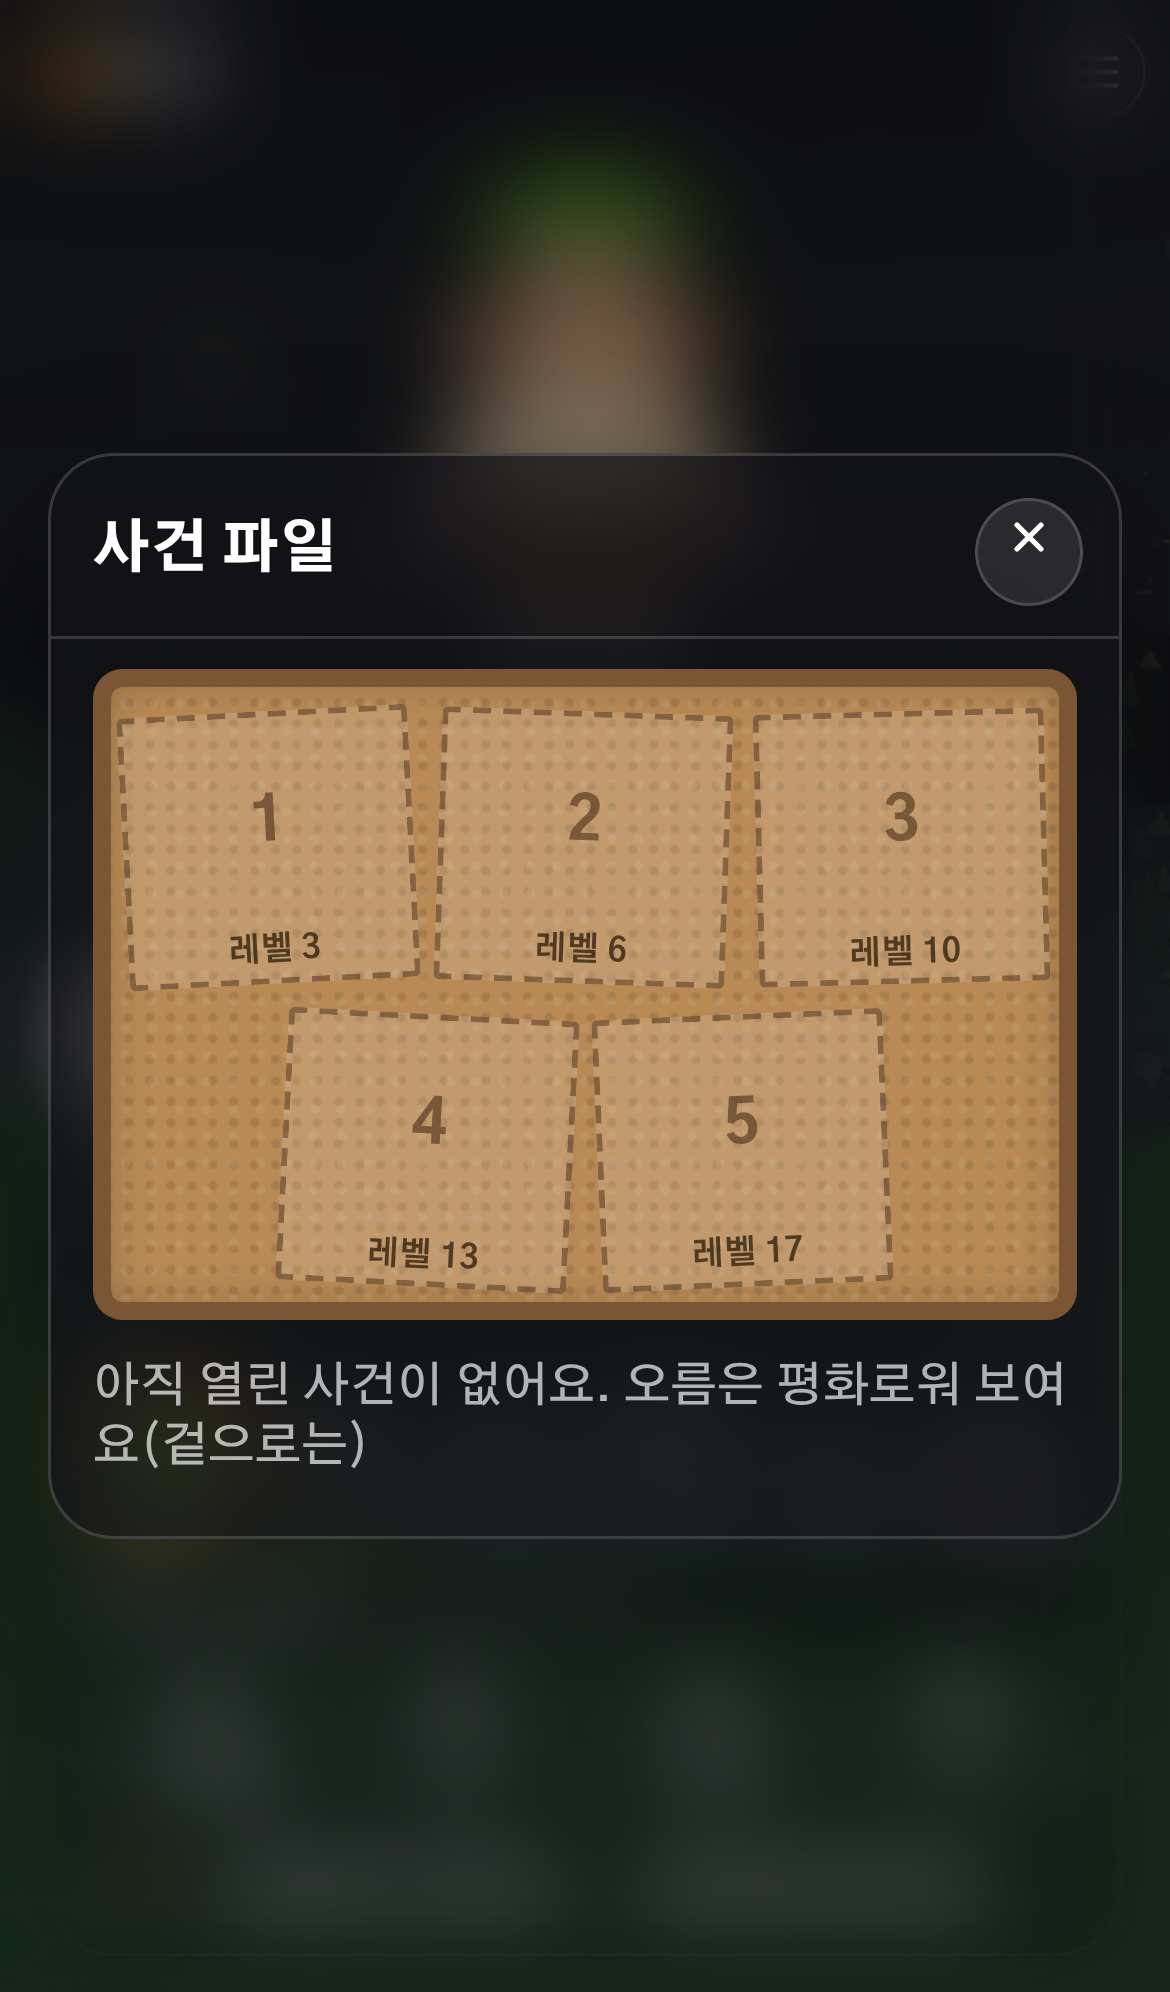 사건 파일
1
2
3
레벨 3
레벨 6
레벨 10
4
5
레벨 13
레벨 17
아직 열린 사건이 없어요. 오름은 평화로워 보여
요(겉으로는)